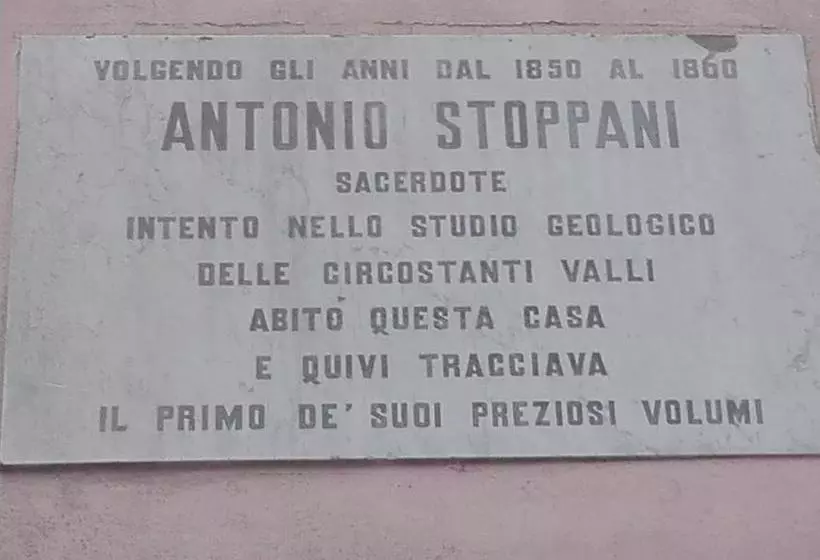 VOLGENDO GLI ANNI DAL 1850 AL 1860
ANTONIO STOPPANI
SACERDOTE
INTENTO NELLO STUDIO GEOLOGICO
DELLE CIRCOSTANTI VALLI
ABITÒ QUESTA CASA
E QUIVI TRACCIAVA
IL PRIMO DE' SUOI PREZIOSI VOLUMI